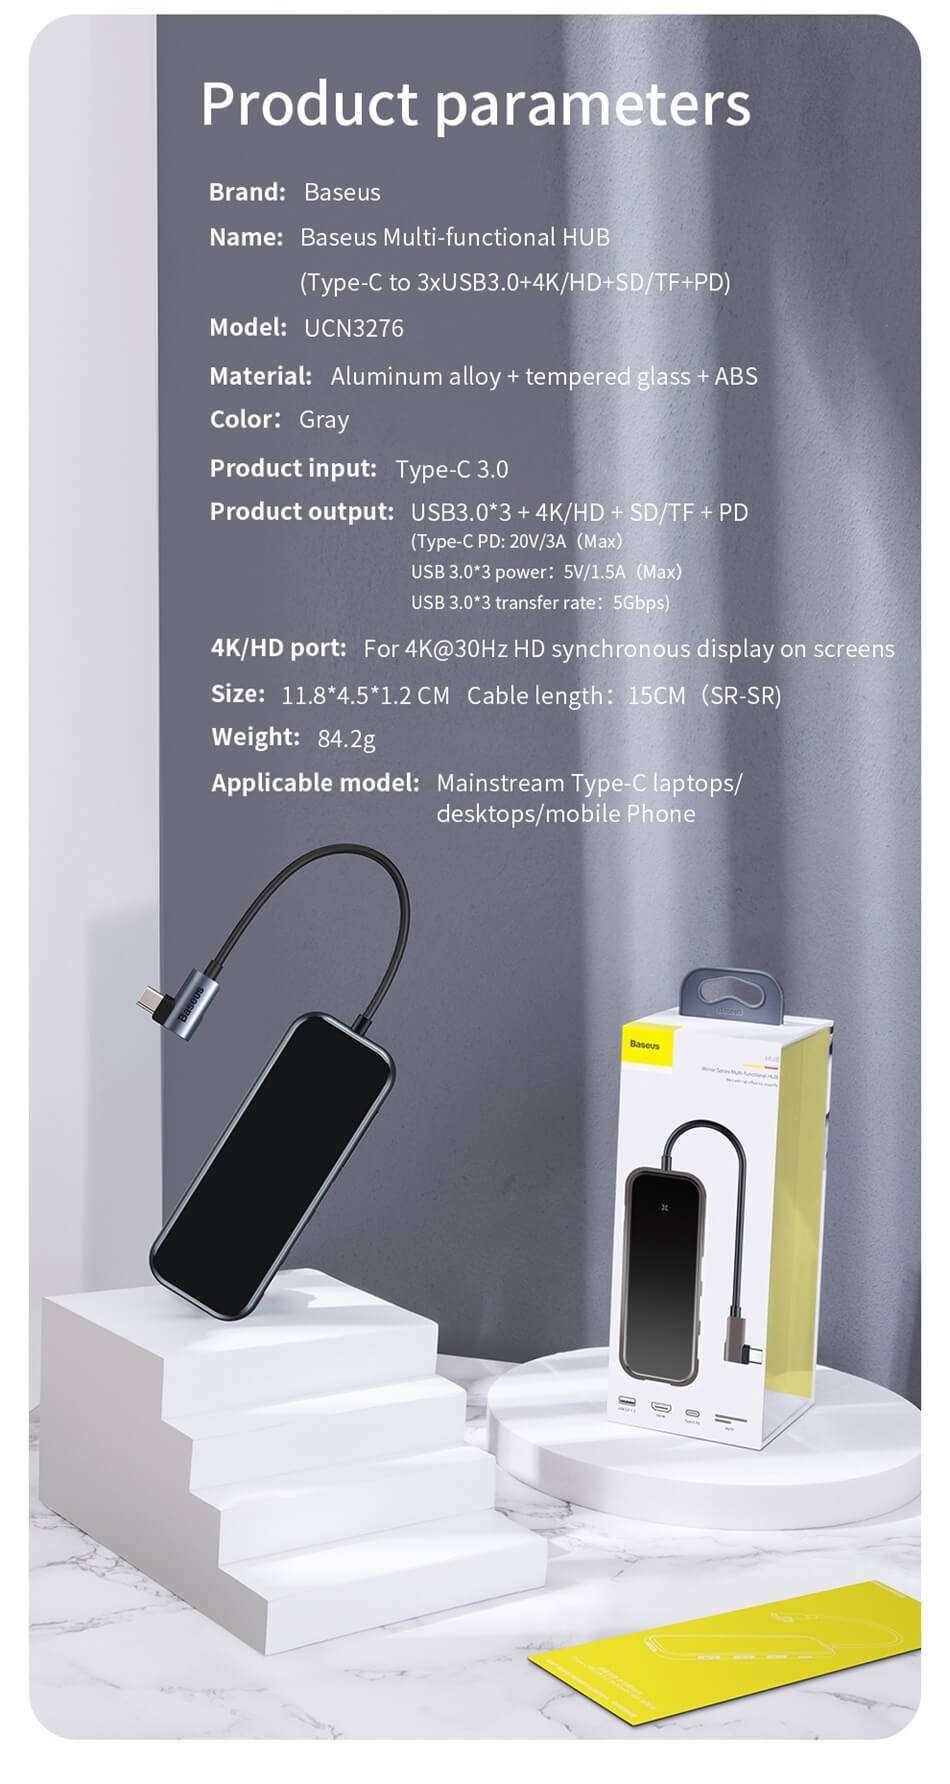 Product parameters
Brand: Baseus
Name: Baseus Multi-functional HUB
(Type-C to 3xUSB3.0+4K/HD+SD/TF+PD)
Model: UCN3276
Material: Aluminum alloy + tempered glass + ABS
Color: Gray
Product input: Type-C 3.0
Product output: USB3.0*3 + 4K/HD + SD/TF + PD
(Type-C PD: 20V/3A（Max）
USB 3.0*3 power：5V/1.5A（Max）
USB 3.0*3 transfer rate：5Gbps)
4K/HD port: For 4K@30Hz HD synchronous display on screens
Size: 11.8*4.5*1.2 CM Cable length：15CM（SR-SR)
Weight: 84.2g
Applicable model: Mainstream Type-C laptops/
desktops/mobile Phone
Baseus
Baseus
HUB
Mirror Series Multi-functional HUB